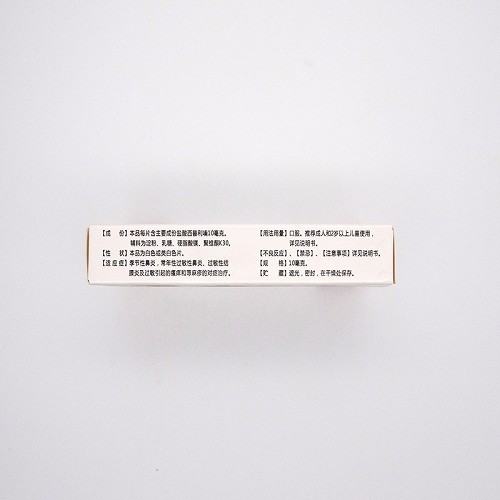 【成　份】本品每片含主要成份盐酸西替利嗪10毫克。
辅料为淀粉、乳糖、硬脂酸镁、聚维酮K30。
【性　状】本品为白色或类白色片。
【适应症】季节性鼻炎，常年性过敏性鼻炎、过敏性结
膜炎及过敏引起的瘙痒和荨麻疹的对症治疗。
【用法用量】口服。推荐成人和2岁以上儿童使用，
详见说明书。
【不良反应】、【禁忌】、【注意事项】详见说明书。
【规　格】10毫克。
【贮　藏】遮光，密封，在干燥处保存。